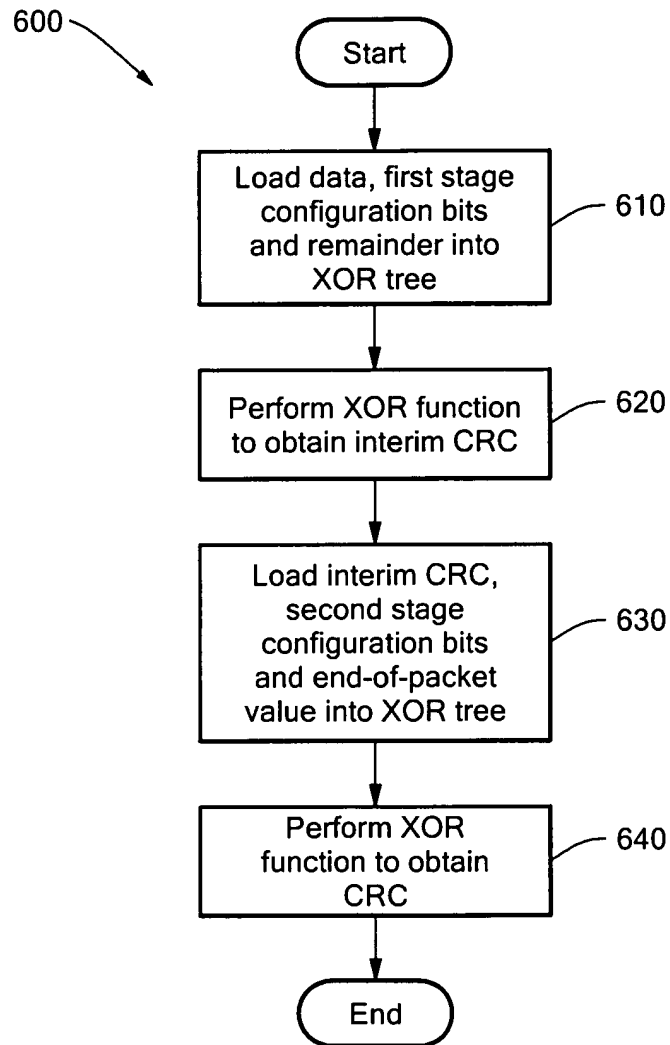 600
Start
Load data, first stage
configuration bits
and remainder into
XOR tree
610
Perform XOR function
to obtain interim CRC
620
Load interim CRC,
second stage
configuration bits
and end-of-packet
value into XOR tree
630
Perform XOR
function to obtain
CRC
640
End